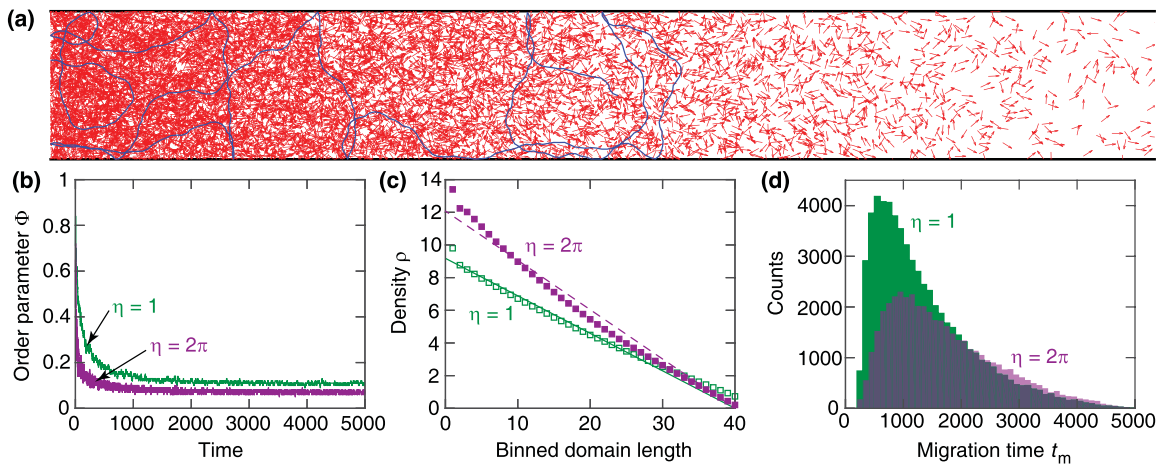 (a)
(b)
1
0.8
0.6
0.4
0.2
0
Order parameter Φ
η = 1
η = 2π
0 1000 2000 3000 4000 5000
Time
(c)
14
12
10
8
6
4
2
0
Density ρ
η = 2π
η = 1
0 10 20 30 40
Binned domain length
(d)
4000
3000
2000
1000
0
Counts
η = 1
η = 2π
1000 2000 3000 4000 5000
Migration time tm